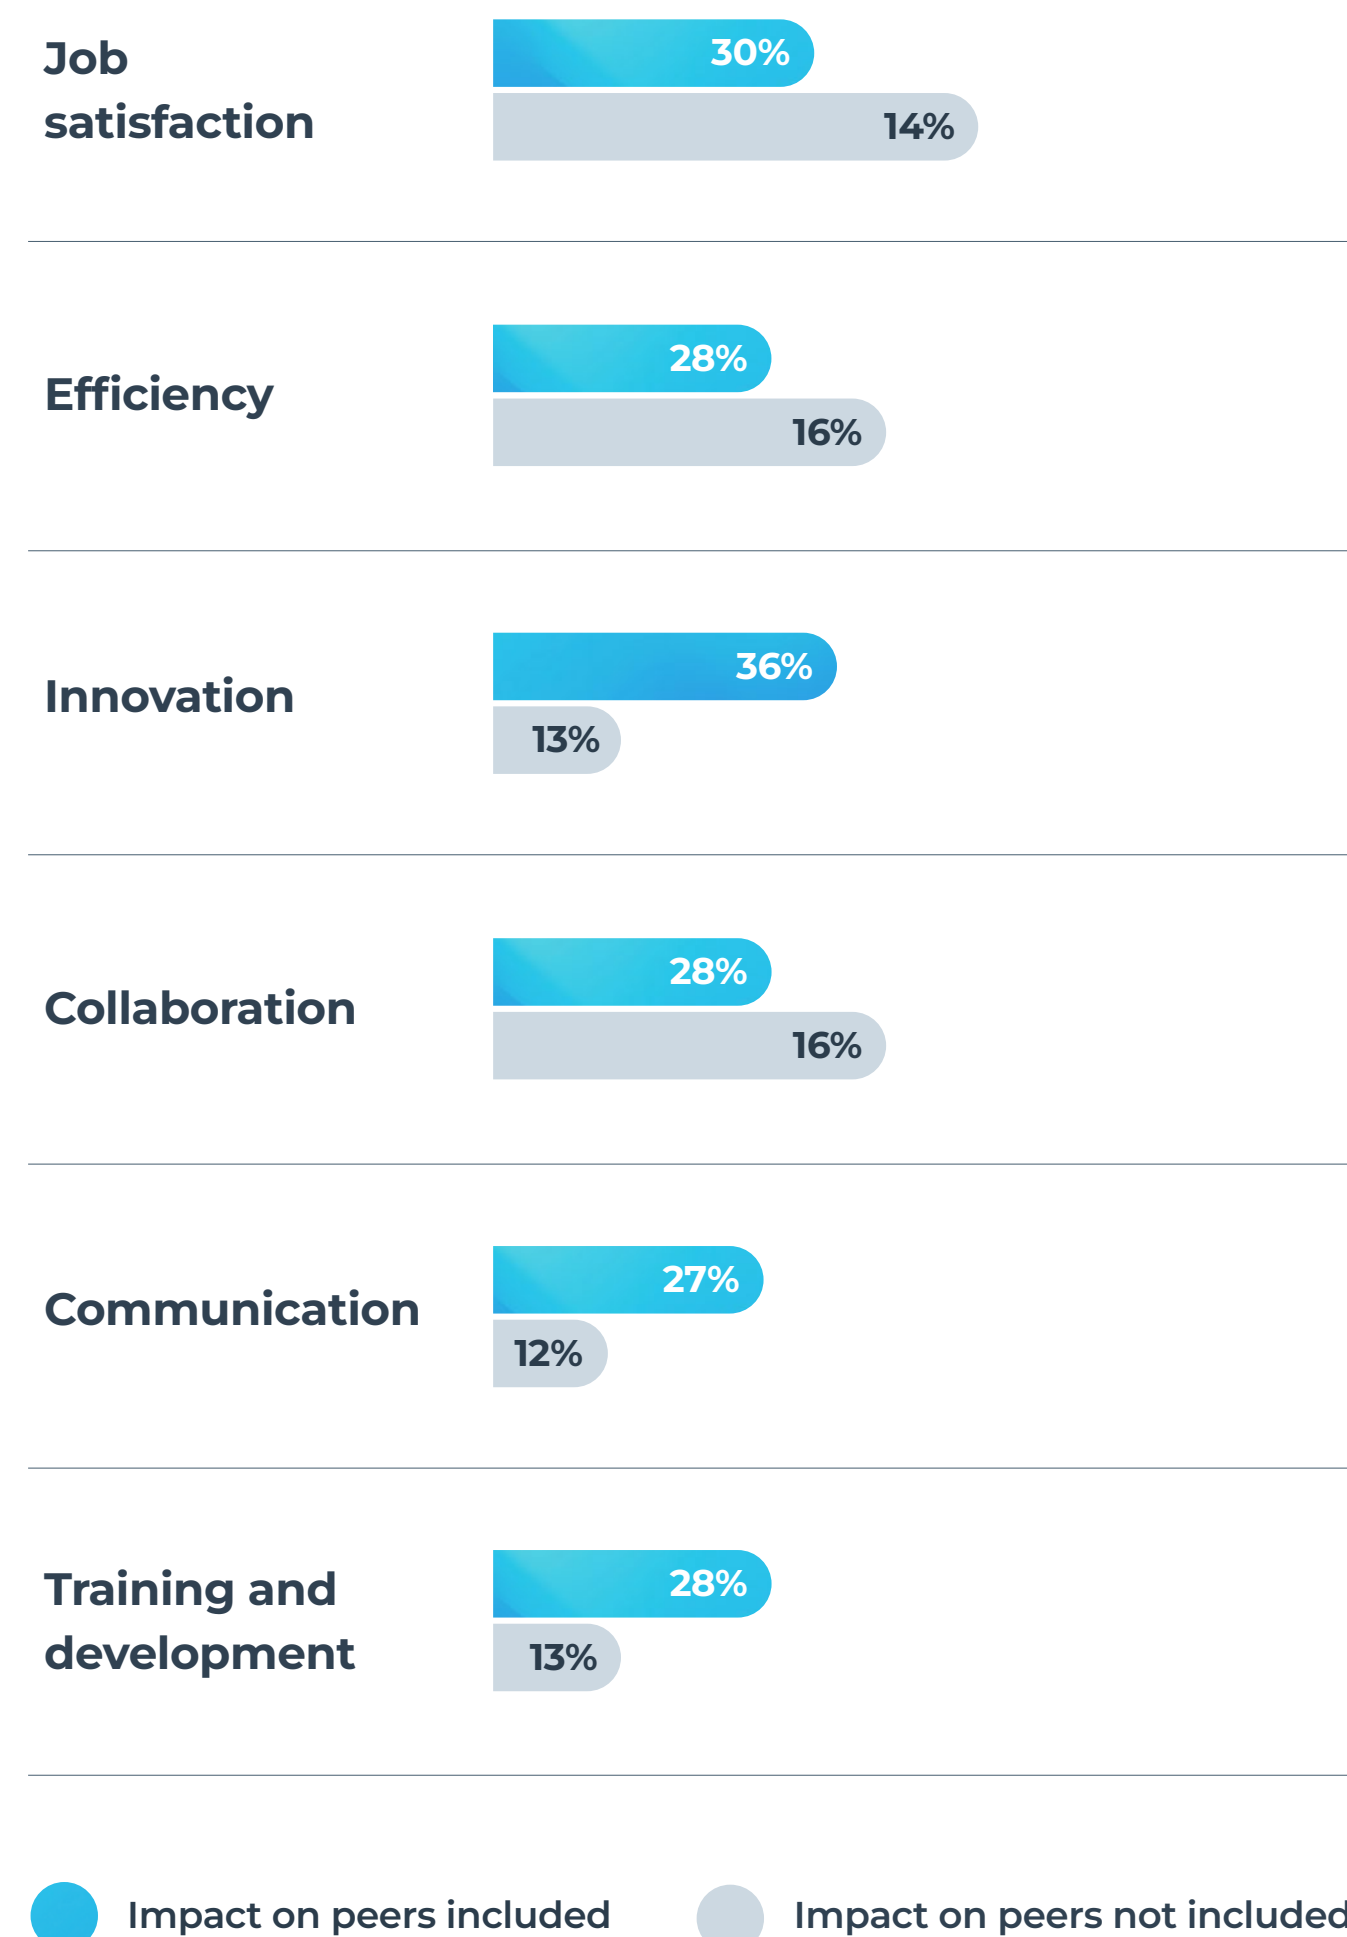 Job
satisfaction
30%
14%
Efficiency
28%
16%
Innovation
36%
13%
Collaboration
28%
16%
Communication
27%
12%
Training and
development
28%
13%
Impact on peers included
Impact on peers not included